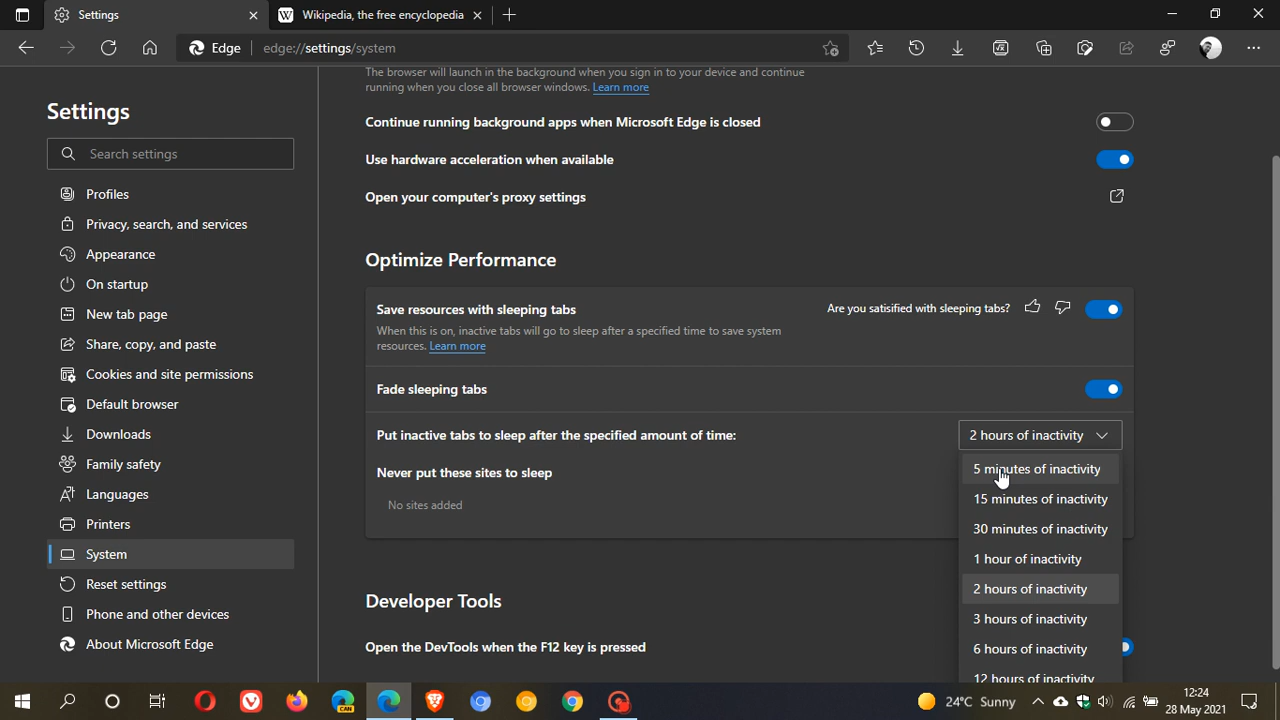 Settings
Wikipedia, the free encyclopedia
Edge
edge://settings/system
Settings
Search settings
Profiles
Privacy, search, and services
Appearance
On startup
New tab page
Share, copy, and paste
Cookies and site permissions
Default browser
Downloads
Family safety
Languages
Printers
System
Reset settings
Phone and other devices
About Microsoft Edge
The browser will launch in the background when you sign in to your device and continue
running when you close all browser windows. Learn more
Continue running background apps when Microsoft Edge is closed
Use hardware acceleration when available
Open your computer's proxy settings
Optimize Performance
Save resources with sleeping tabs
Are you satisified with sleeping tabs?
When this is on, inactive tabs will go to sleep after a specified time to save system
resources. Learn more
Fade sleeping tabs
Put inactive tabs to sleep after the specified amount of time:
2 hours of inactivity
5 minutes of inactivity
15 minutes of inactivity
30 minutes of inactivity
1 hour of inactivity
2 hours of inactivity
3 hours of inactivity
6 hours of inactivity
12 hours of inactivity
Never put these sites to sleep
No sites added
Developer Tools
Open the DevTools when the F12 key is pressed
CAN
24°C Sunny
12:24
28 May 2021